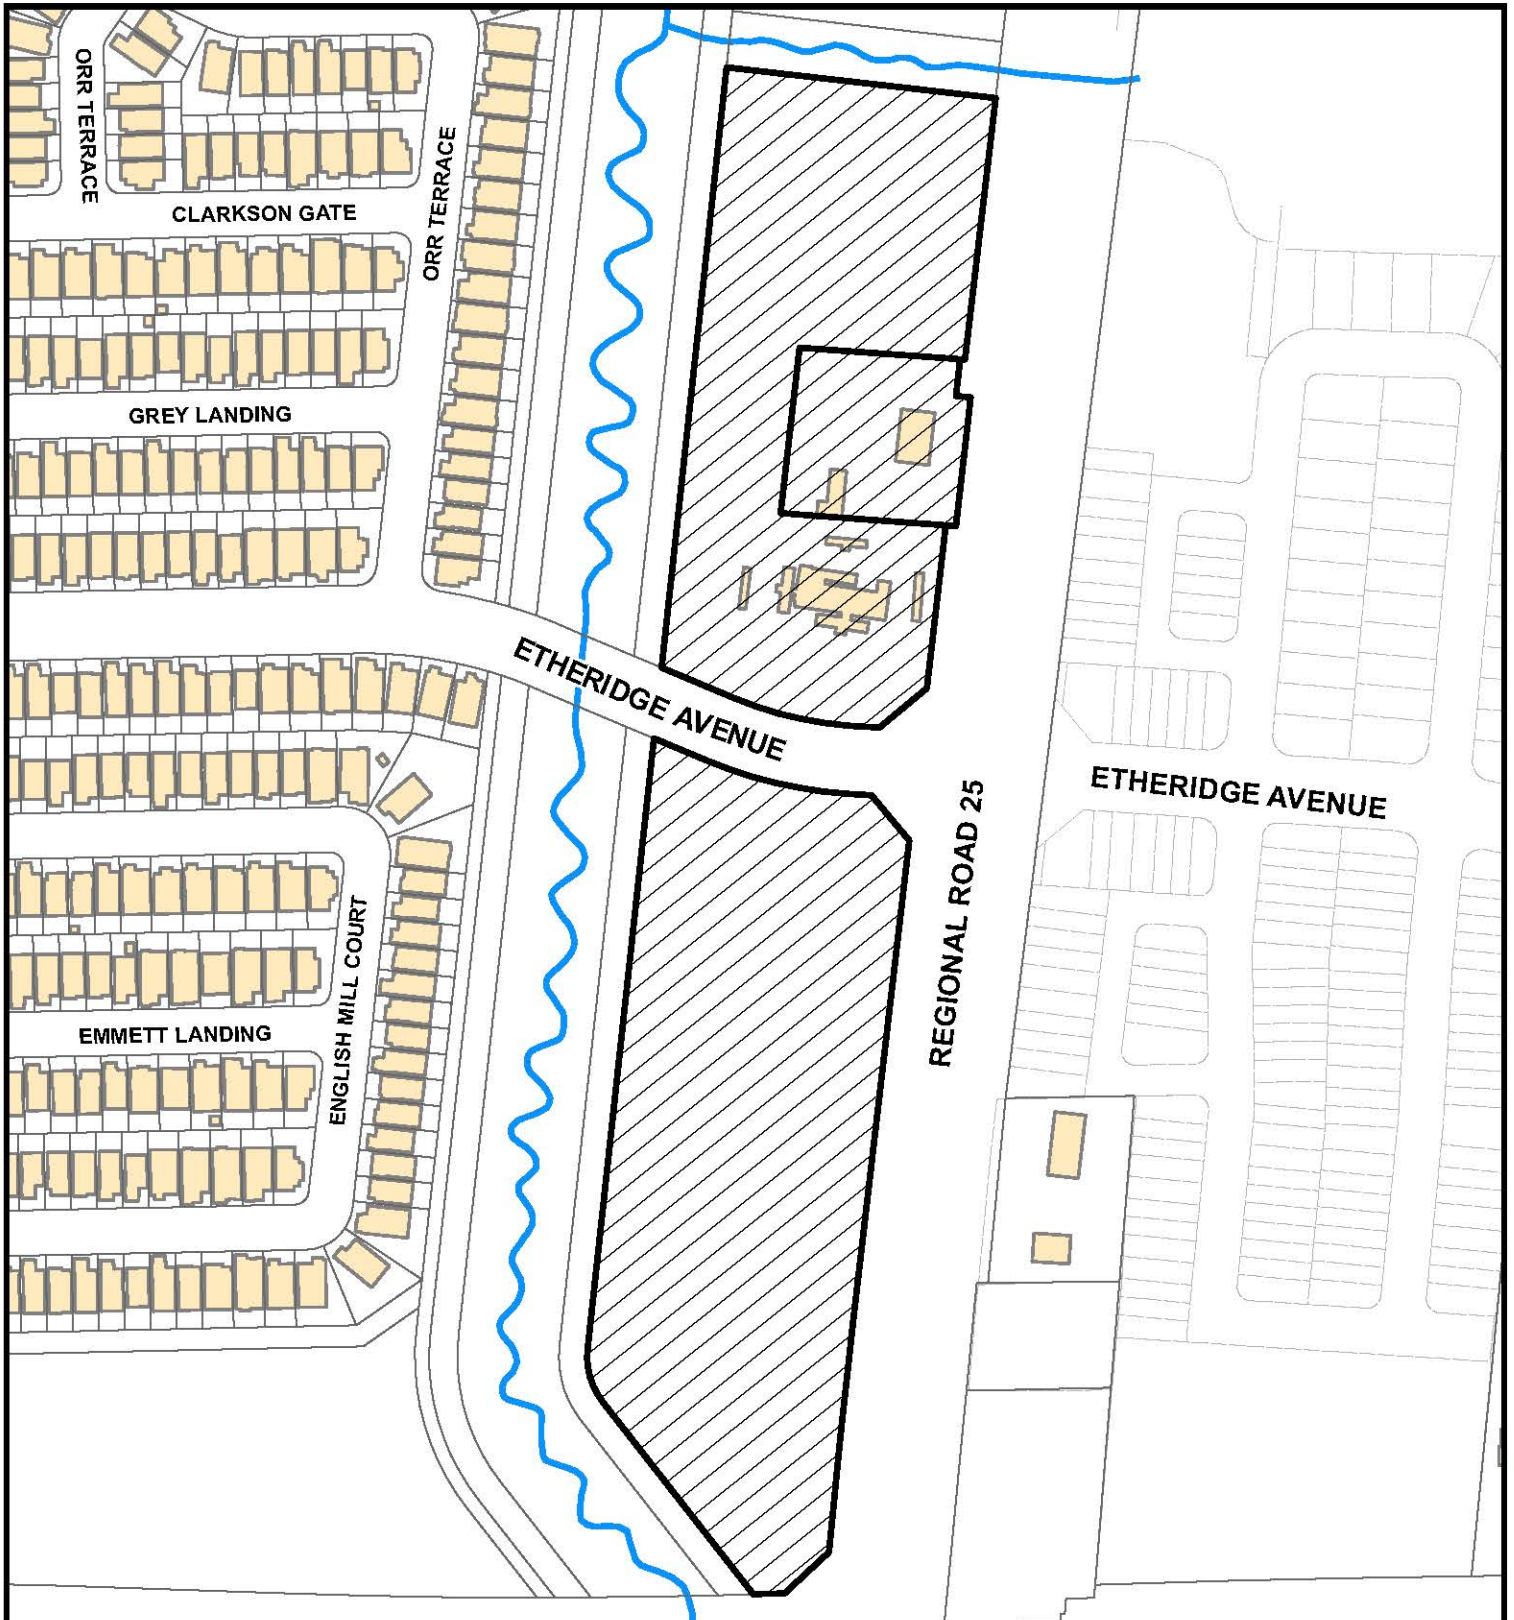 ORR TERRACE
CLARKSON GATE
ORR TERRACE
GREY LANDING
ETHERIDGE AVENUE
ETHERIDGE AVENUE
REGIONAL ROAD 25
ENGLISH MILL COURT
EMMETT LANDING